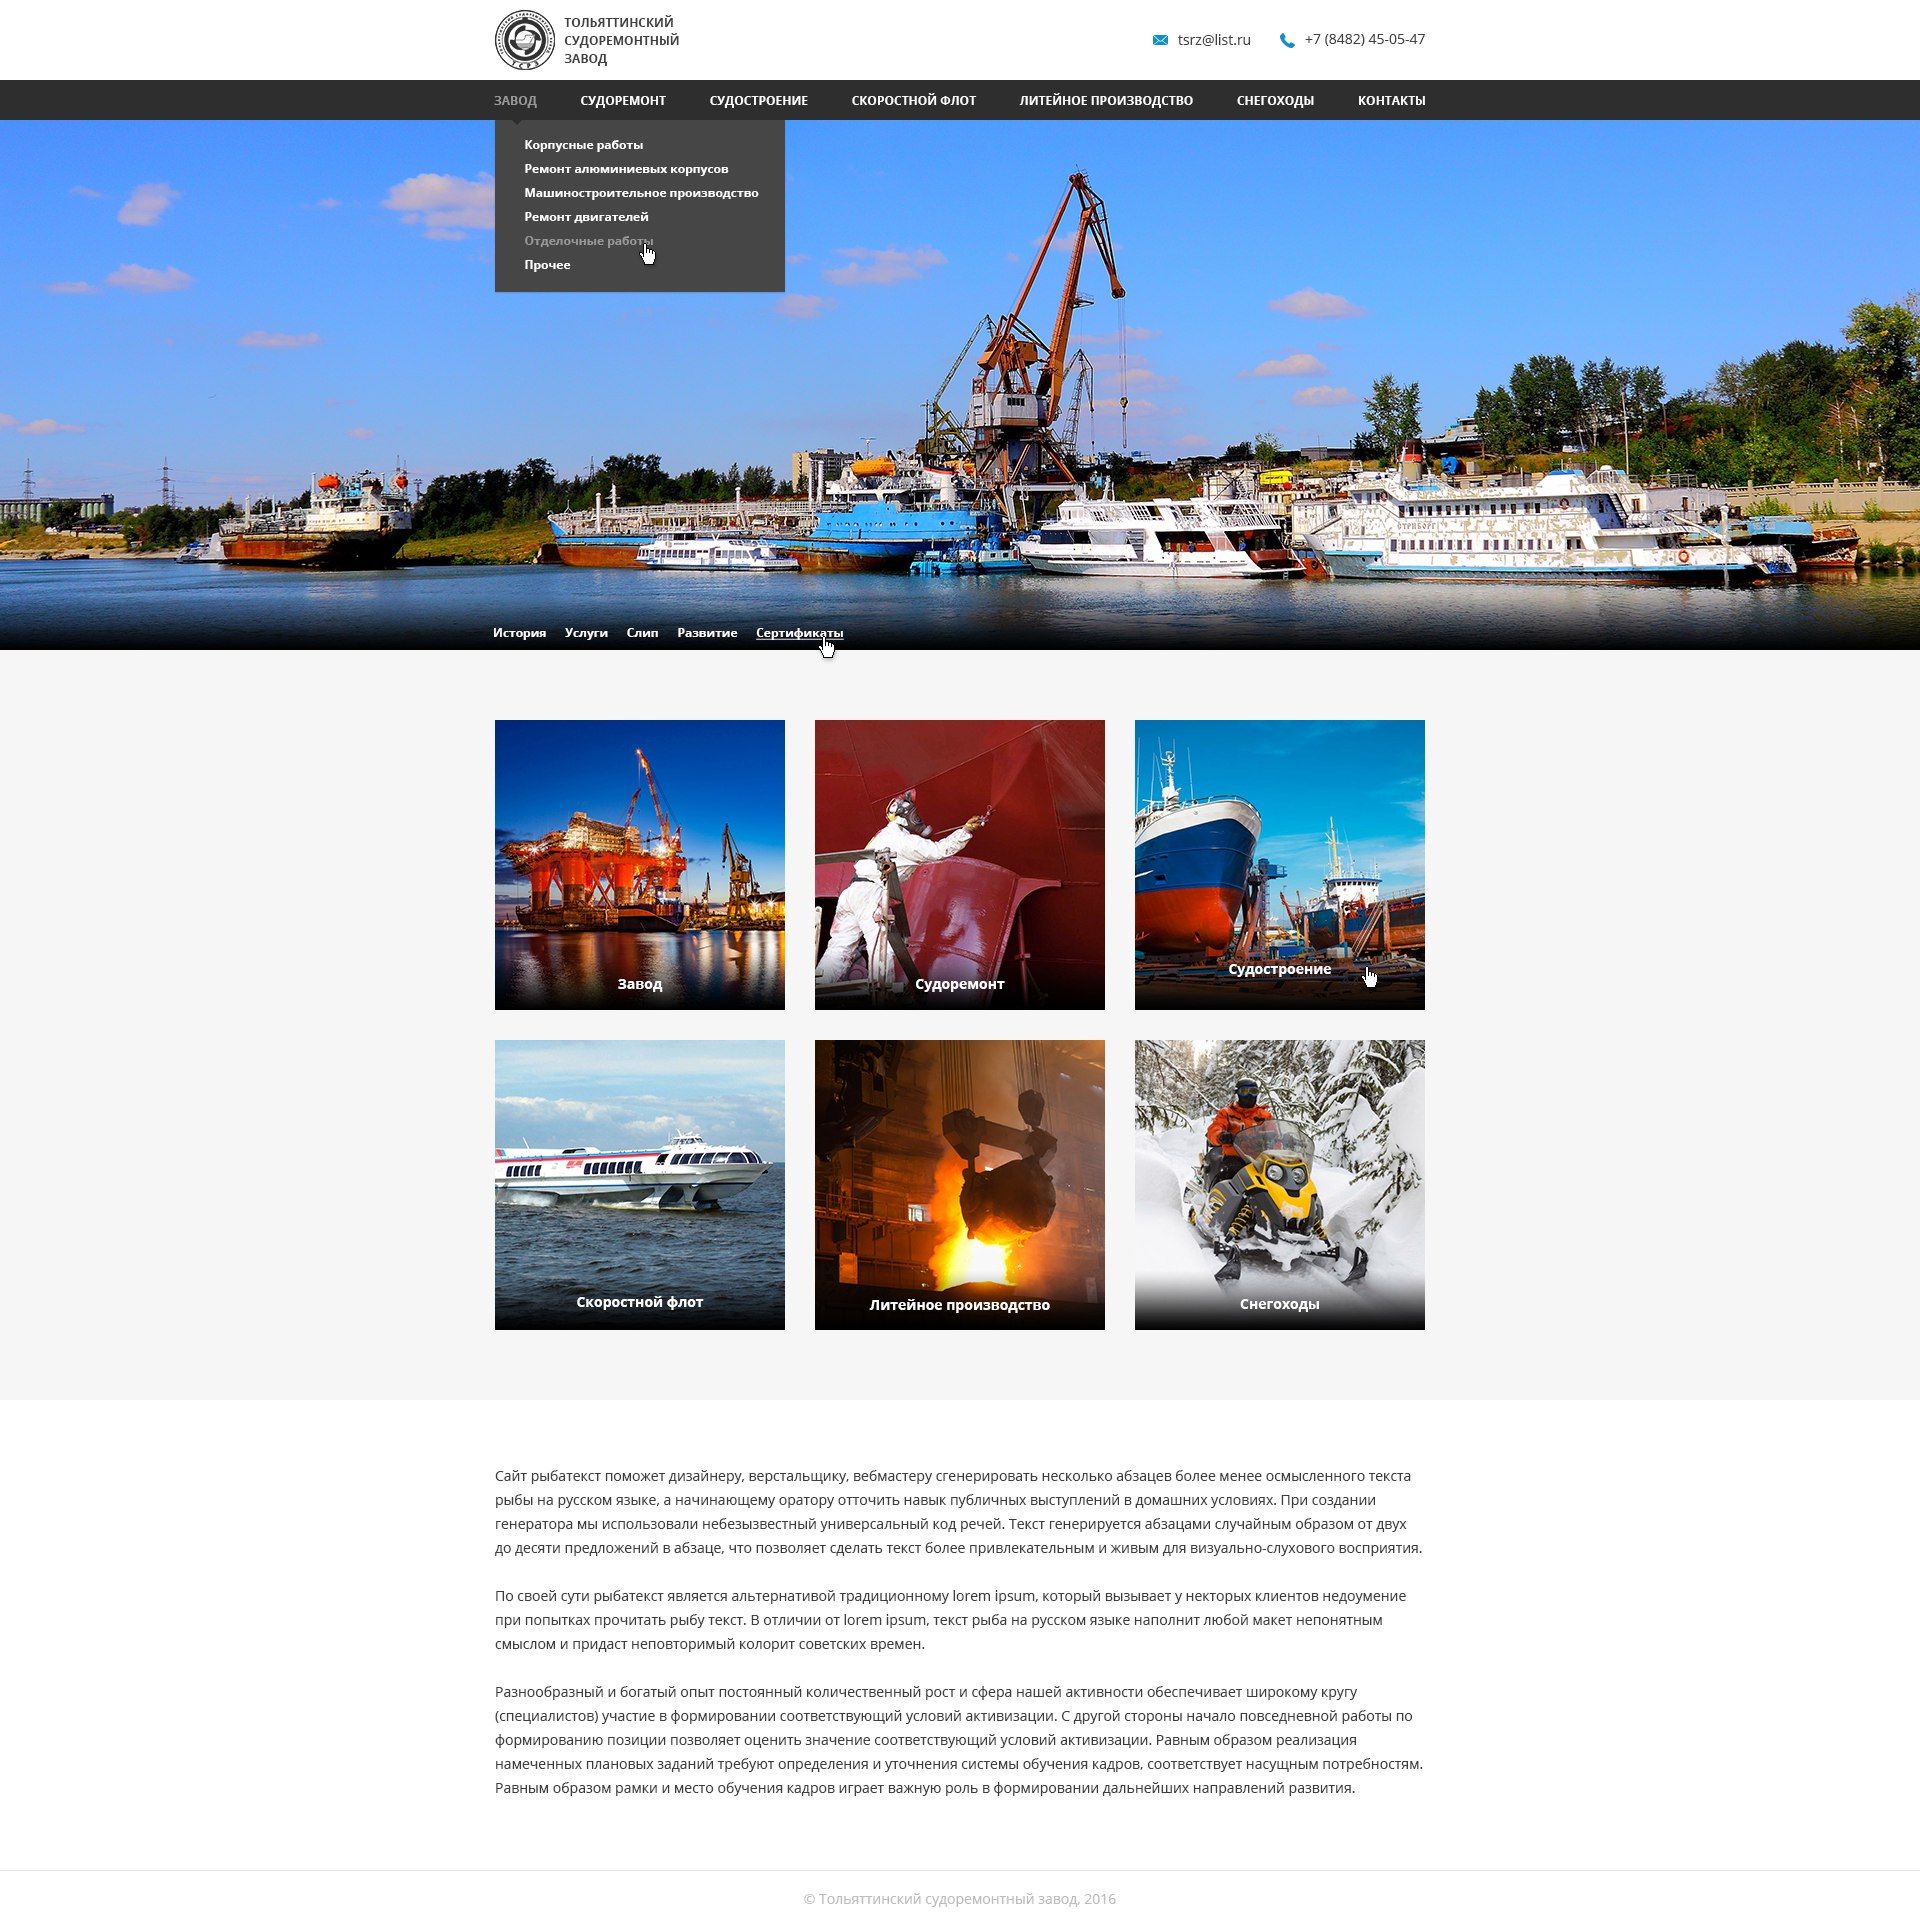 ТОЛЬЯТТИНСКИЙ
СУДОРЕМОНТНЫЙ
ЗАВОД
ТСРЗ
tsrz@list.ru
+7 (8482) 45-05-47
ЗАВОД СУДОРЕМОНТ СУДОСТРОЕНИЕ СКОРОСТНОЙ ФЛОТ ЛИТЕЙНОЕ ПРОИЗВОДСТВО СНЕГОХОДЫ КОНТАКТЫ
Корпусные работы
Ремонт алюминиевых корпусов
Машиностроительное производство
Ремонт двигателей
Отделочные работы
Прочее
СТРИБОГ
История Услуги Слип Развитие Сертификаты
Завод
Судоремонт
Судостроение
Скоростной флот
Литейное производство
Снегоходы
Сайт рыбатекст поможет дизайнеру, верстальщику, вебмастеру сгенерировать несколько абзацев более менее осмысленного текста
рыбы на русском языке, а начинающему оратору отточить навык публичных выступлений в домашних условиях. При создании
генератора мы использовали небезызвестный универсальный код речей. Текст генерируется абзацами случайным образом от двух
до десяти предложений в абзаце, что позволяет сделать текст более привлекательным и живым для визуально-слухового восприятия.
По своей сути рыбатекст является альтернативой традиционному lorem ipsum, который вызывает у некторых клиентов недоумение
при попытках прочитать рыбу текст. В отличии от lorem ipsum, текст рыба на русском языке наполнит любой макет непонятным
смыслом и придаст неповторимый колорит советских времен.
Разнообразный и богатый опыт постоянный количественный рост и сфера нашей активности обеспечивает широкому кругу
(специалистов) участие в формировании соответствующий условий активизации. С другой стороны начало повседневной работы по
формированию позиции позволяет оценить значение соответствующий условий активизации. Равным образом реализация
намеченных плановых заданий требуют определения и уточнения системы обучения кадров, соответствует насущным потребностям.
Равным образом рамки и место обучения кадров играет важную роль в формировании дальнейших направлений развития.
© Тольяттинский судоремонтный завод, 2016